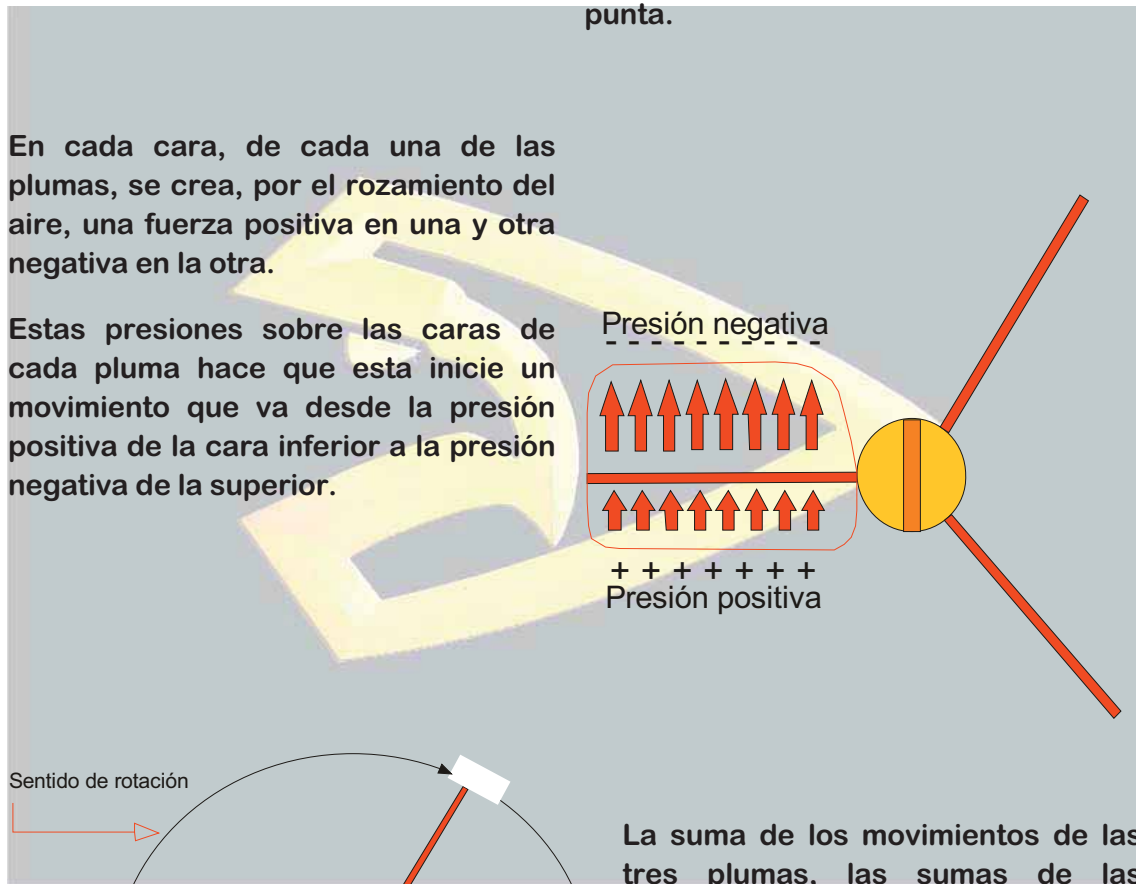 punta.
En cada cara, de cada una de las
plumas, se crea, por el rozamiento del
aire, una fuerza positiva en una y otra
negativa en la otra.
Estas presiones sobre las caras de
cada pluma hace que esta inicie un
movimiento que va desde la presión
positiva de la cara inferior a la presión
negativa de la superior.
Presión negativa
- - - - - - - - - -
+ + + + + + +
Presión positiva
Sentido de rotación
La suma de los movimientos de las
tres plumas, las sumas de las